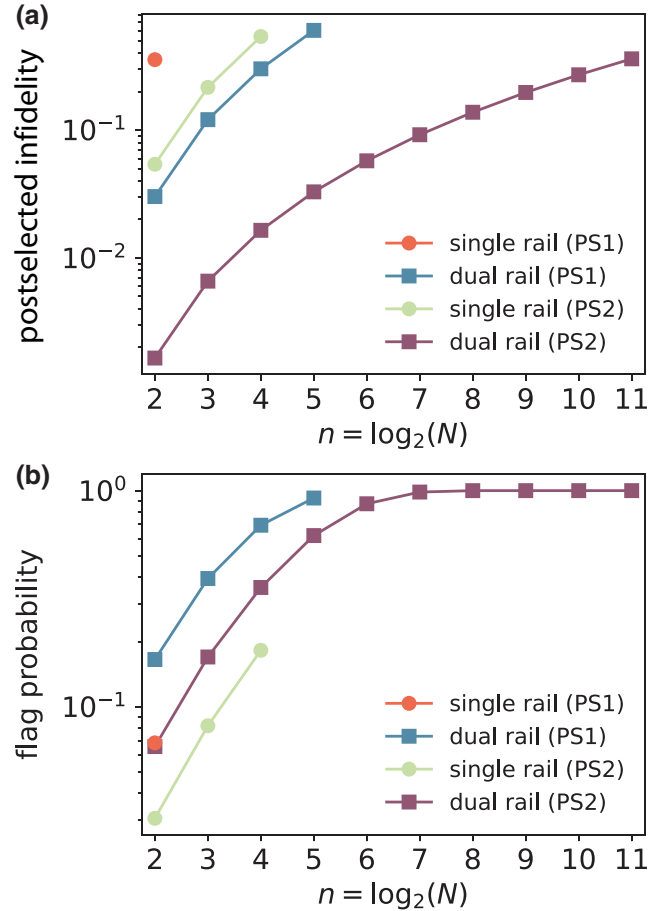 (a)
postselected infidelity
10⁻¹
10⁻²
single rail (PS1)
dual rail (PS1)
single rail (PS2)
dual rail (PS2)
2 3 4 5 6 7 8 9 10 11
n = log₂(N)
(b)
flag probability
10⁰
10⁻¹
single rail (PS1)
dual rail (PS1)
single rail (PS2)
dual rail (PS2)
2 3 4 5 6 7 8 9 10 11
n = log₂(N)